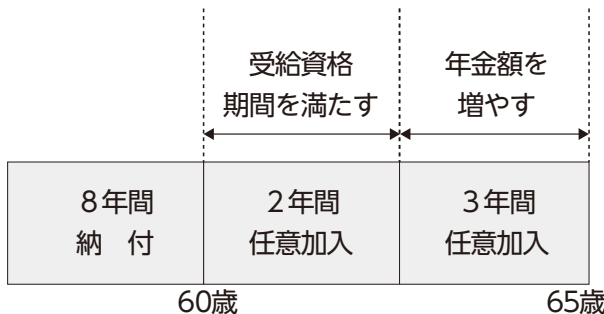 受給資格
期間を満たす
年金額を
増やす
8年間
納 付
2年間
任意加入
3年間
任意加入
60歳
65歳